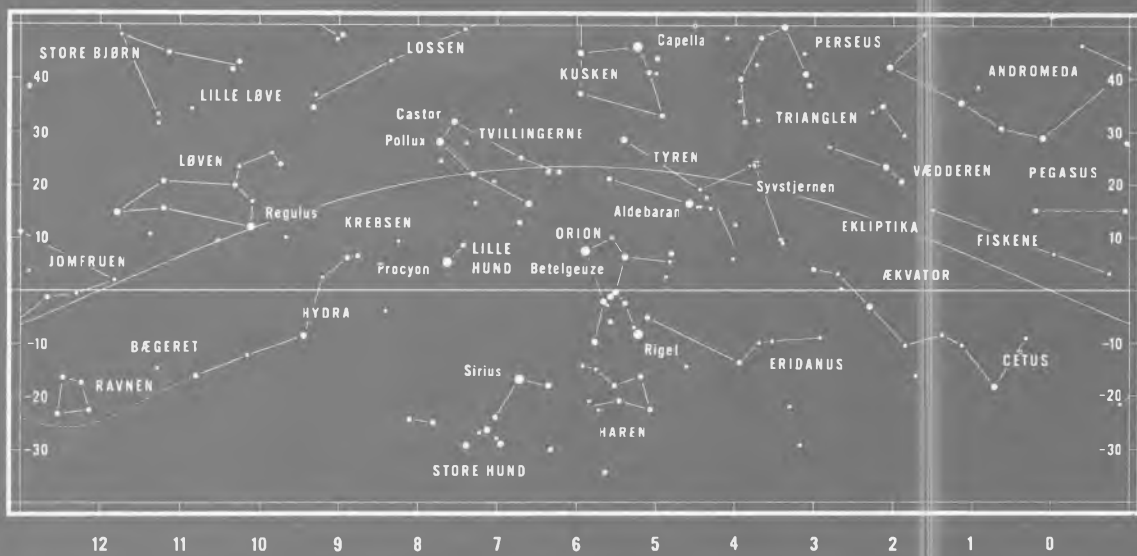 LOSSEN
Capella
PERSEUS
STORE BJØRN
ANDROMEDA
KUSKEN
40
40
LILLE LØVE
Castor
TRIANGLEN
30
TVILLINGERNE
30
Pollux
LØVEN
TYREN
VÆDDEREN
PEGASUS
20
Syvstjernen
20
Regulus
Aldebaran
KREBSEN
EKLIPTIKA
FISKENE
10
ORION
10
LILLE
HUND
JOMFRUEN
Procyon
Betelgeuze
ÆKVATOR
0
0
HYDRA
-10
BÆGERET
Riget
-10
ERIDANUS
CETUS
Sirius
RAVNEN
-20
-20
HAREN
-30
STORE HUND
-30
12 11 10 9 8 7 6 5 4 3 2 1 0